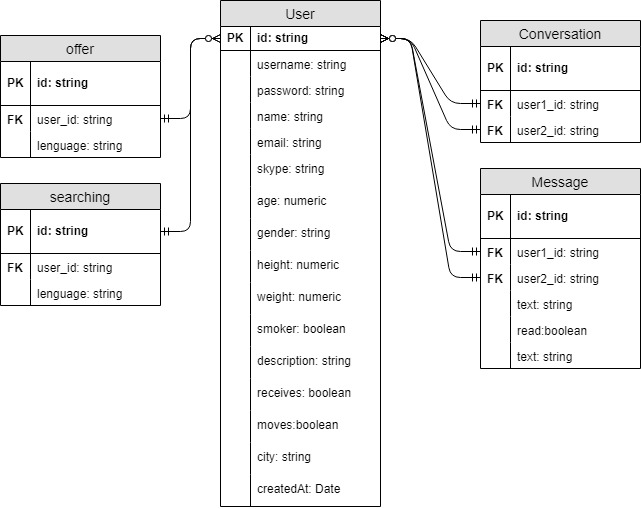 offer
PK id: string
FK user_id: string
lenguage: string
searching
PK id: string
FK user_id: string
lenguage: string
User
PK id: string
username: string
password: string
name: string
email: string
skype: string
age: numeric
gender: string
height: numeric
weight: numeric
smoker: boolean
description: string
receives: boolean
moves:boolean
city: string
createdAt: Date
Conversation
PK id: string
FK user1_id: string
FK user2_id: string
Message
PK id: string
FK user1_id: string
FK user2_id: string
text: string
read:boolean
text: string